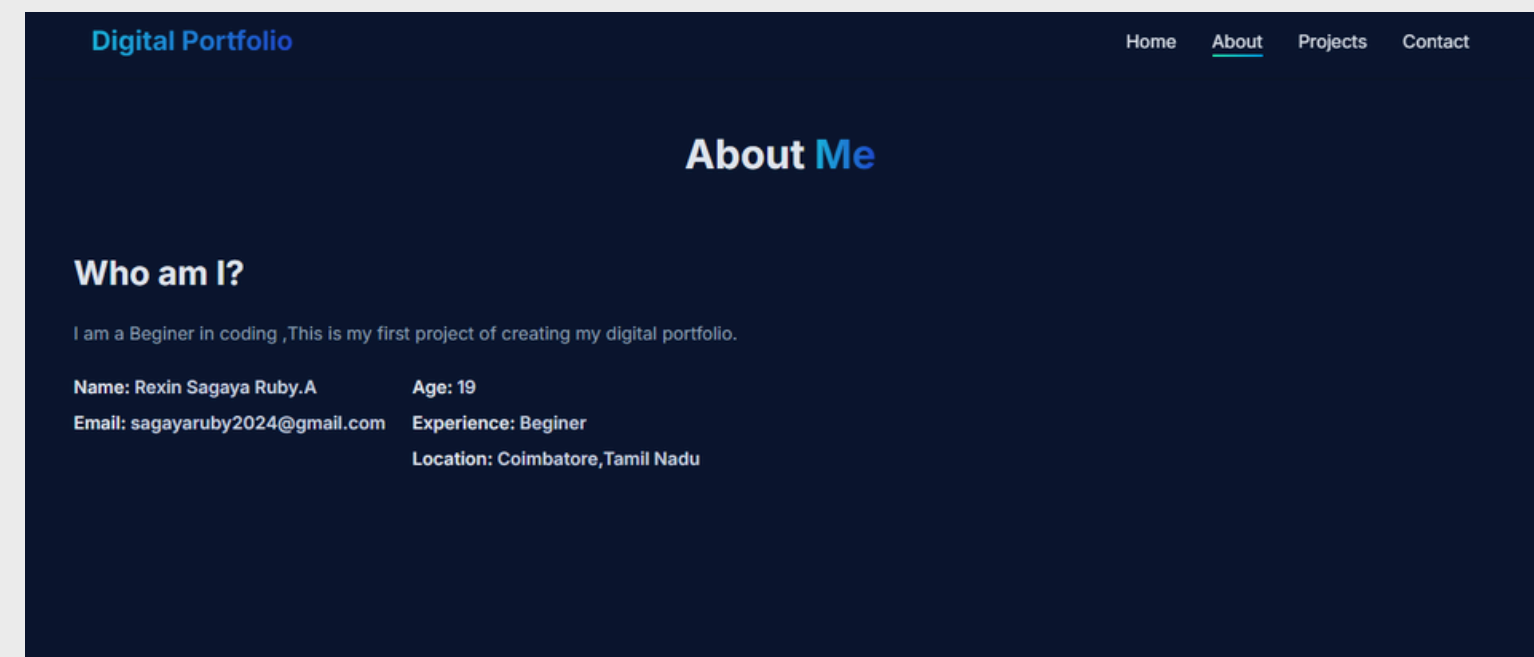 Digital Portfolio
Home About Projects Contact
About Me
Who am I?
I am a Beginer in coding ,This is my first project of creating my digital portfolio.
Name: Rexin Sagaya Ruby.A
Age: 19
Email: sagayaruby2024@gmail.com
Experience: Beginer
Location: Coimbatore,Tamil Nadu